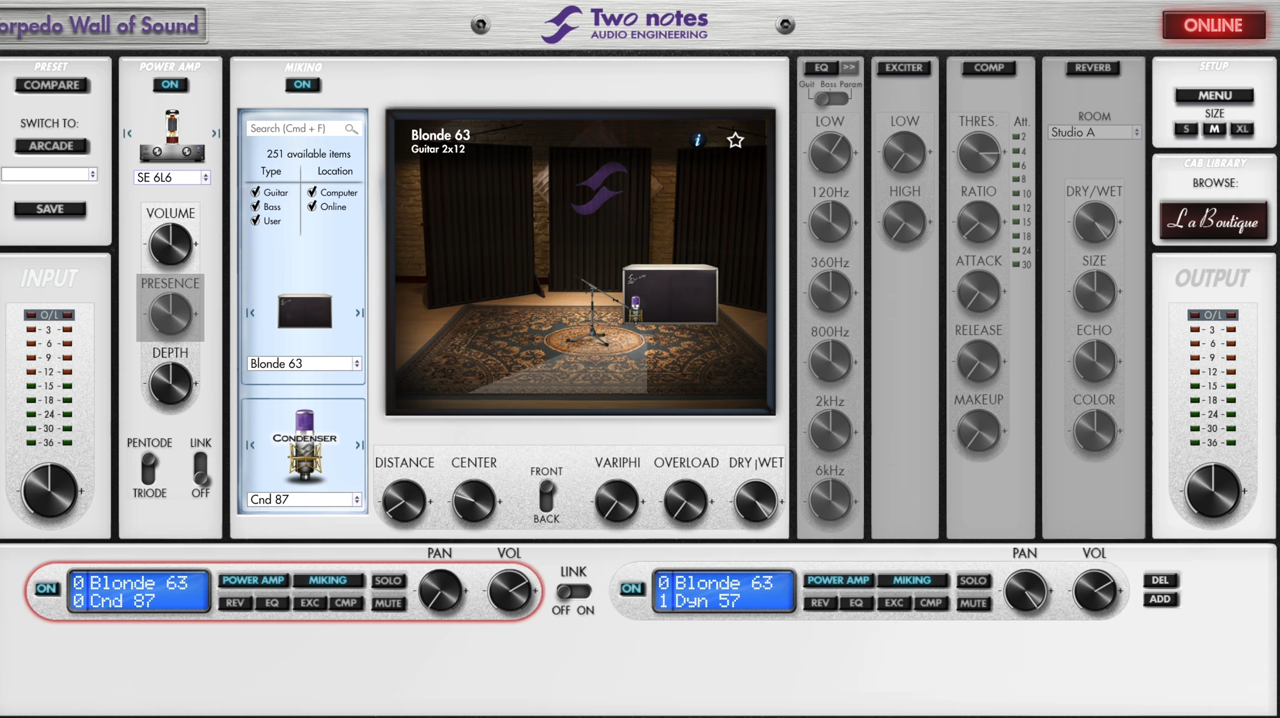 orpedo Wall of Sound
Two notes
AUDIO ENGINEERING
ONLINE
PRESET
COMPARE
SWITCH TO:
ARCADE
SAVE
INPUT
O/L
3
6
9
12
15
18
24
30
36
POWER AMP
ON
SE 6L6
VOLUME
PRESENCE
DEPTH
PENTODE
TRIODE
LINK
OFF
MIKING
ON
Search (Cmd + F)
251 available items
Type Location
Guitar Computer
Bass Online
User
Blonde 63
CONDENSER
Cnd 87
Blonde 63
Guitar 2x12
i
DISTANCE
CENTER
FRONT
BACK
VARIPHI
OVERLOAD
DRY|WET
EQ >>
Guit Bass Param
LOW
120Hz
360Hz
800Hz
2kHz
6kHz
EXCITER
LOW
HIGH
COMP
THRES.
RATIO
ATTACK
RELEASE
MAKEUP
Att.
2
4
6
8
10
12
15
18
24
30
REVERB
ROOM
Studio A
DRY/WET
SIZE
ECHO
COLOR
SETUP
MENU
SIZE
S M XL
CAB LIBRARY
BROWSE:
La Boutique
OUTPUT
O/L
3
6
9
12
15
18
24
30
36
ON
0 Blonde 63
0 Cnd 87
POWER AMP MIKING SOLO
REV EQ EXC CMP MUTE
PAN VOL
LINK
OFF ON
ON
0 Blonde 63
1 Dyn 57
POWER AMP MIKING SOLO
REV EQ EXC CMP MUTE
PAN VOL
DEL
ADD